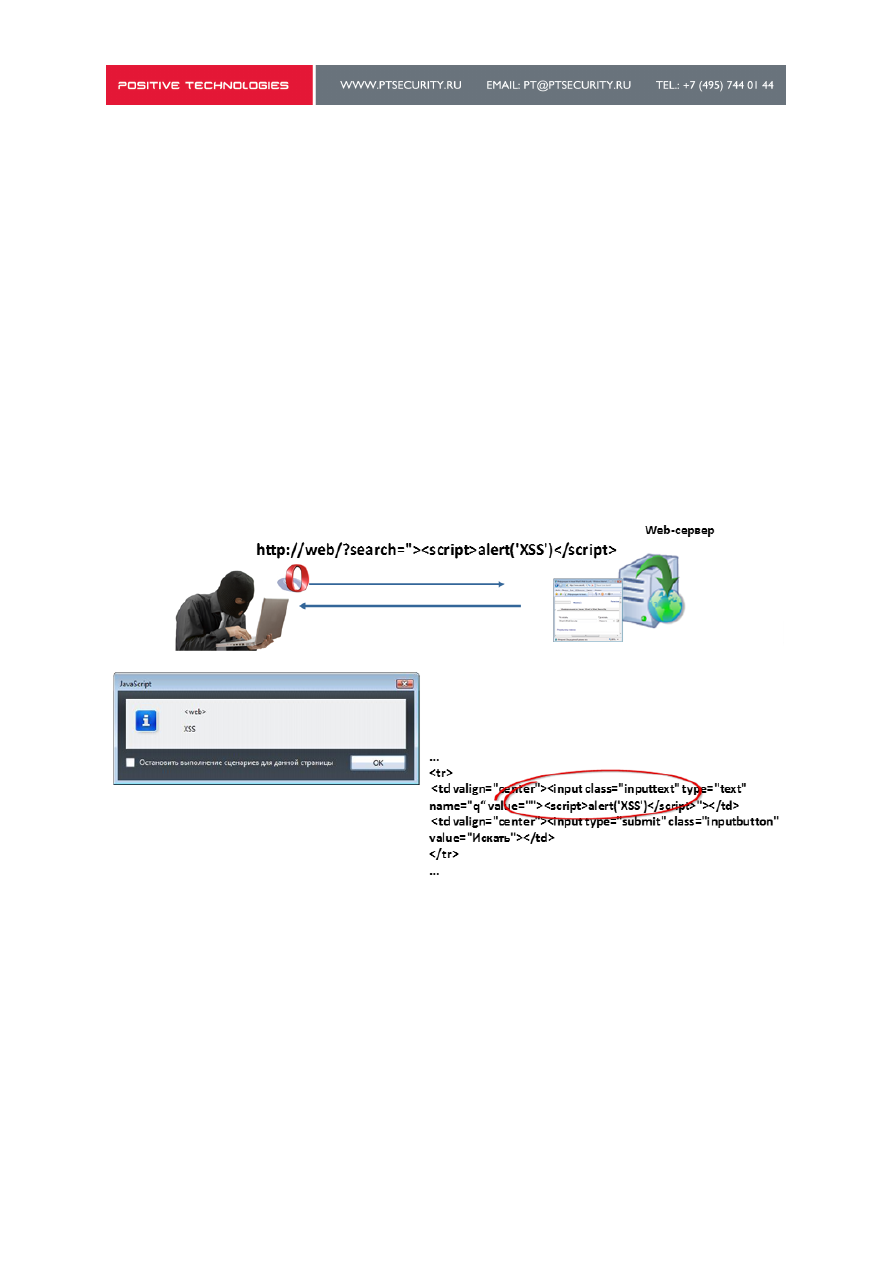 POSITIVE TECHNOLOGIES
WWW.PTSECURITY.RU EMAIL: PT@PTSECURITY.RU TEL.: +7 (495) 744 01 44
Web-сервер
http://web/?search="><script>alert('XSS')</script>
JavaScript
<web>
XSS
Остановить выполнение сценариев для данной страницы
OK
...
<tr>
<td valign="center"><input class="inputtext" type="text"
name="q“ value=""><script>alert('XSS')</script>"></td>
<td valign="center"><input type="submit" class="inputbutton"
value="Искать"></td>
</tr>
...